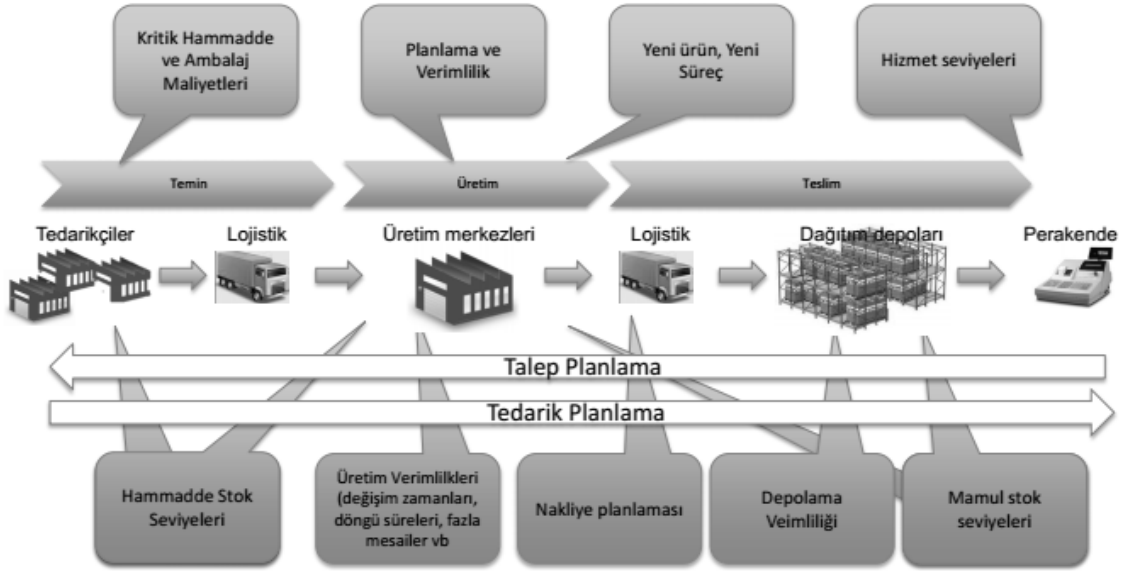 Kritik Hammadde
ve Ambalaj
Maliyetleri
Planlama ve
Verimlilik
Yeni ürün, Yeni
Süreç
Hizmet seviyeleri
Temin
Üretim
Teslim
Tedarikçiler
Lojistik
Üretim merkezleri
Lojistik
Dağıtım depoları
Perakende
Talep Planlama
Tedarik Planlama
Hammadde Stok
Seviyeleri
Üretim Verimlilkleri
(değişim zamanları,
döngü süreleri, fazla
mesailer vb
Nakliye planlaması
Depolama
Veimliliği
Mamul stok
seviyeleri